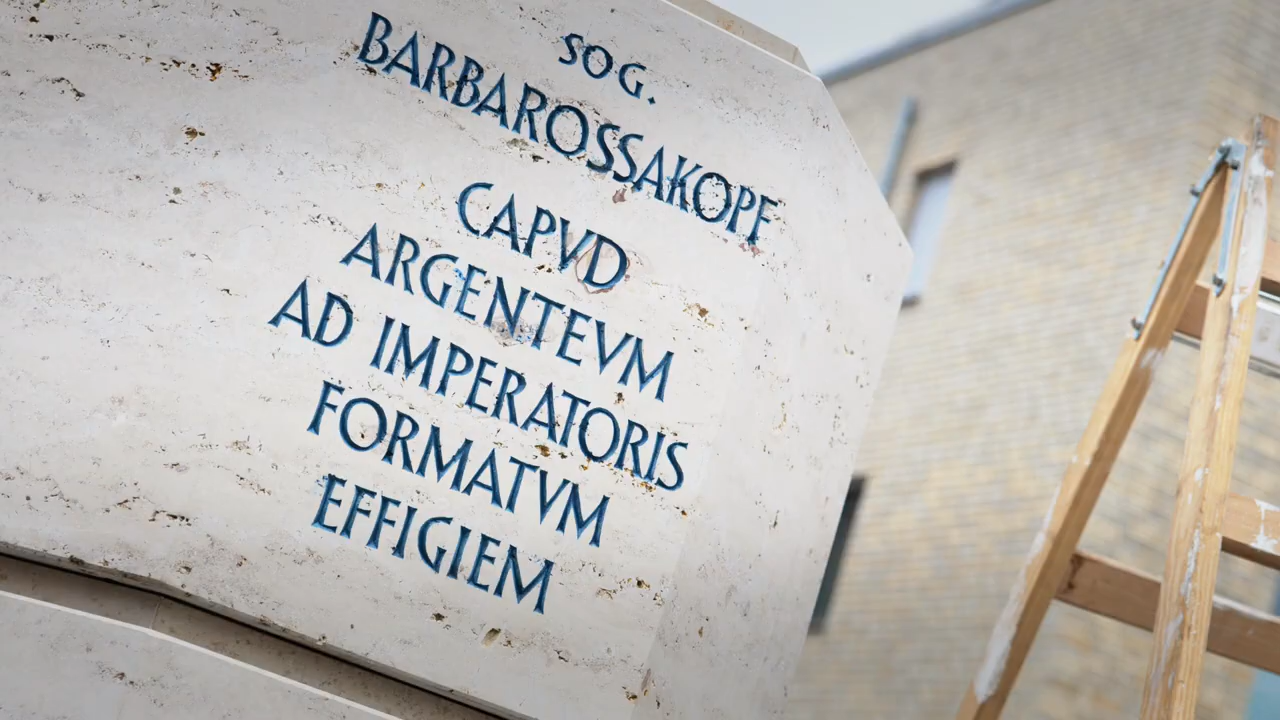 SOG.
BARBAROSSAKOPF
CAPVD
ARGENTEVM
AD IMPERATORIS
FORMATVM
EFFIGIEM